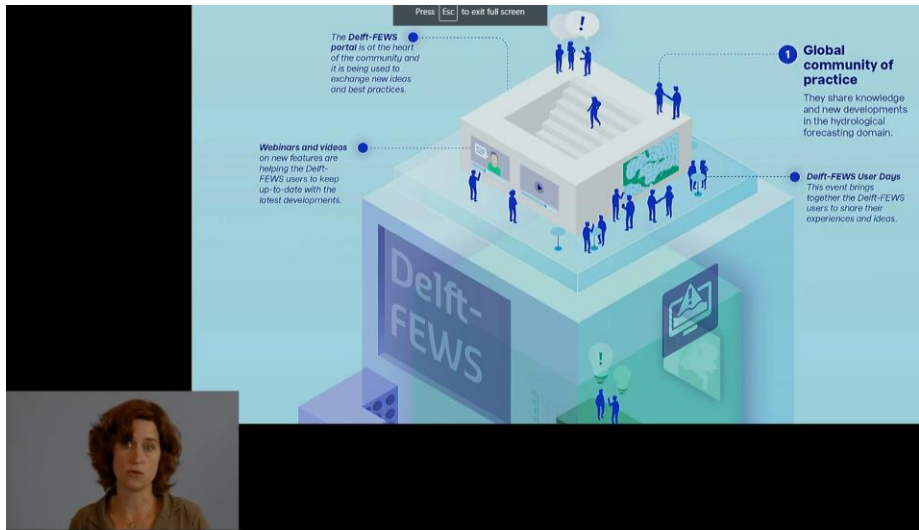 Press Esc to exit full screen
The Delft-FEWS
portal is at the heart
of the community and
it is being used to
exchange new ideas
and best practices.
1 Global
community of
practice
They share knowledge
and new developments
in the hydrological
forecasting domain.
Webinars and videos
on new features are
helping the Delft-
FEWS users to keep
up-to-date with the
latest developments.
Delft-FEWS User Days
This event brings
together the Delft-FEWS
users to share their
experiences and ideas.
!
Delft-
FEWS
!